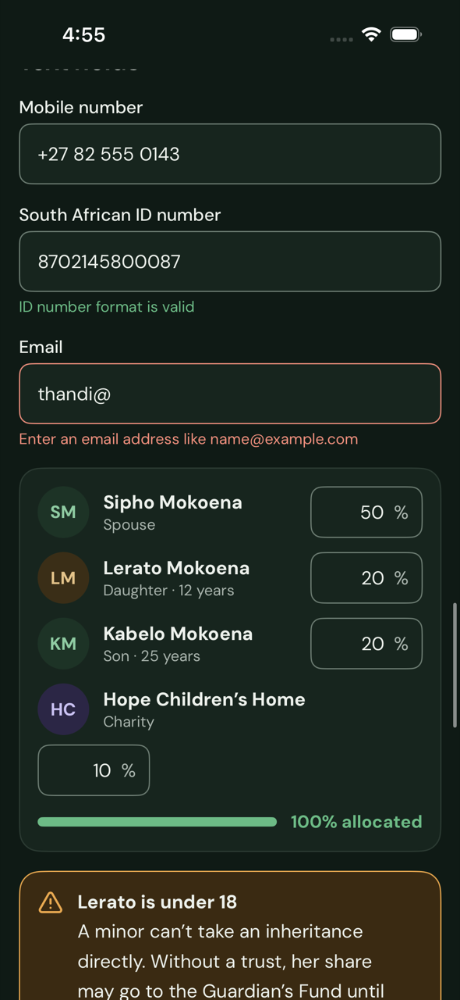 4:55
Mobile number
+27 82 555 0143
South African ID number
8702145800087
ID number format is valid
Email
thandi@
Enter an email address like name@example.com
SM
Sipho Mokoena
Spouse
50 %
LM
Lerato Mokoena
Daughter · 12 years
20 %
KM
Kabelo Mokoena
Son · 25 years
20 %
HC
Hope Children’s Home
Charity
10 %
100% allocated
Lerato is under 18
A minor can’t take an inheritance
directly. Without a trust, her share
may go to the Guardian’s Fund until